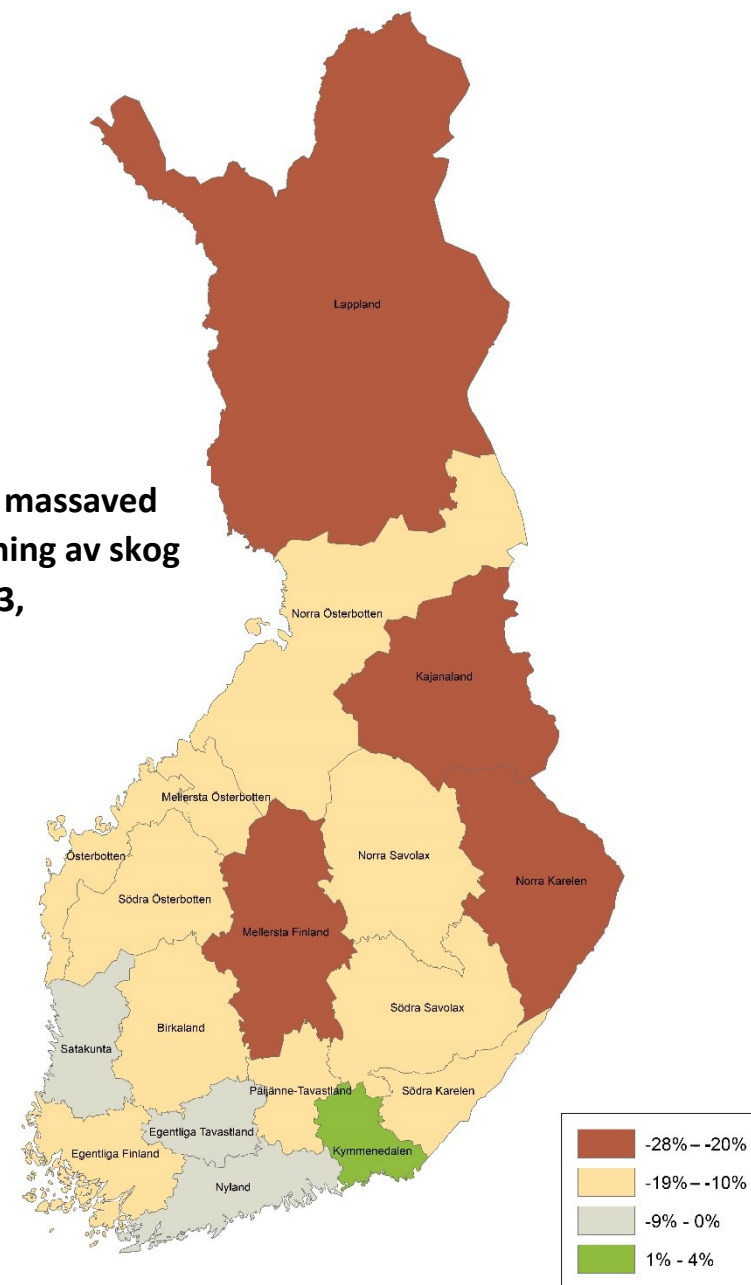 Lappland
massaved
ning av skog
3,
Norra Österbotten
Kajanaland
Mellersta Österbotten
Österbotten
Norra Savolax
Södra Österbotten
Norra Karelen
Mellersta Finland
Södra Savolax
Birkaland
Satakunta
Päijänne-Tavastland
Södra Karelen
Egentliga Tavastland
Egentliga Finland
Kymmenedalen
Nyland
-28% – -20%
-19% – -10%
-9% - 0%
1% - 4%